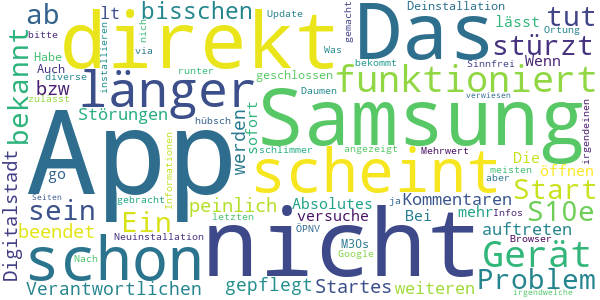 ab
lt
bisschen
Update
Deinstallation
lässt
tut
bitte
Was
nich
via
gemacht
Ortung
direkt
Das
stürzt
Habe
installieren
runter
bekommt
Sinnfrei
Wenn
Auch
diverse
geschlossen
bekannt
bzw
länger
Daumen
funktioniert
zulässt
hübsch
verwiesen
irgendeinen
Störungen
sofort
App
werden
Samsung
schlimmer
angezeigt
Mehrwert
meisten
Die
öffnen
Digitalstadt
go
Informationen
scheint
aber
Start
Seiten
gebracht
letzten
Absolutes
ja
Kommentaren
sein
Ein
peinlich
versuche
Bei
mehr
Infos
S10e
beendet
Neuinstallation
ÖPNV
auftreten
schon
nicht
M30s
Browser
Gerät
Nach
Google
Verantwortlichen
gepflegt
Startes
weiteren
Problem
irgendwelche